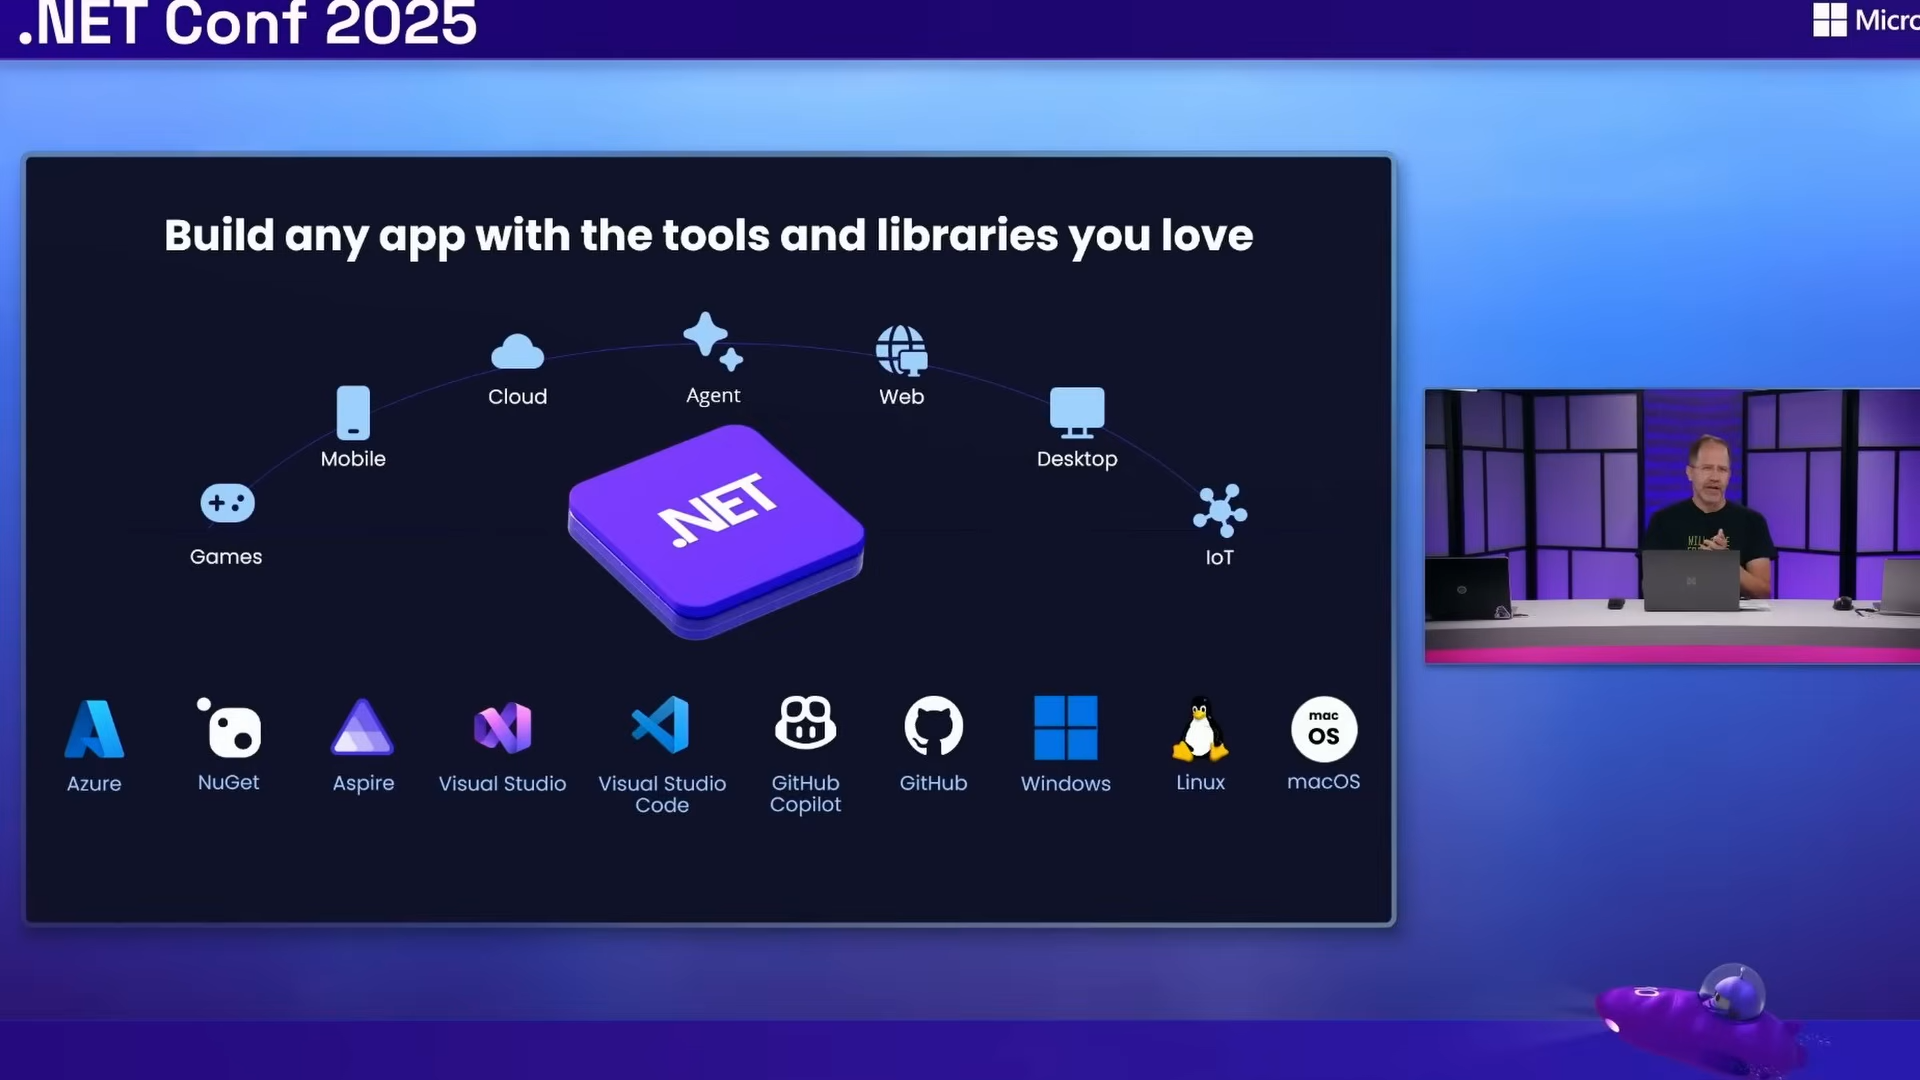 .NET Conf 2025
Micro
Build any app with the tools and libraries you love
Cloud
Agent
Web
Mobile
Desktop
.NET
Games
IoT
mac
OS
Azure
NuGet
Aspire
Visual Studio
Visual Studio
Code
GitHub
Copilot
GitHub
Windows
Linux
macOS